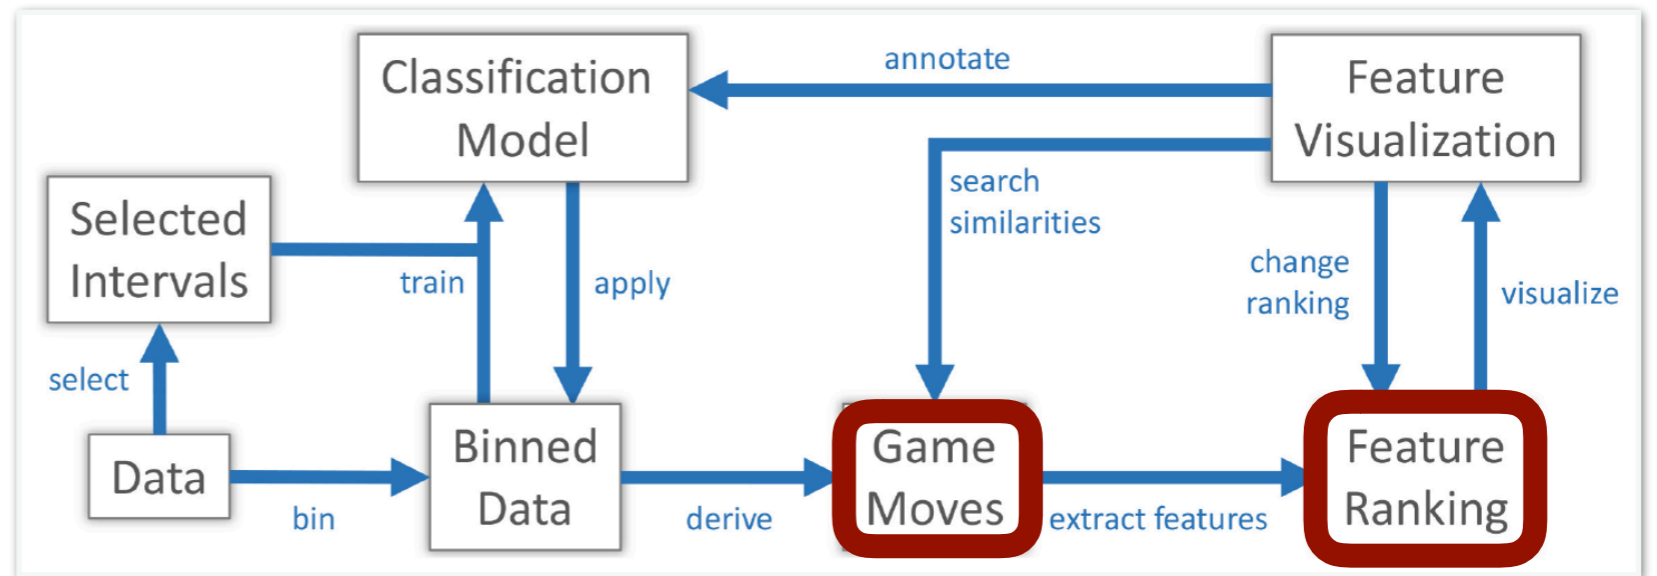 Classification
Model
annotate
Feature
Visualization
search
similarities
Selected
Intervals
train
apply
change
ranking
visualize
select
Data
bin
Binned
Data
derive
Game
Moves
extract features
Feature
Ranking